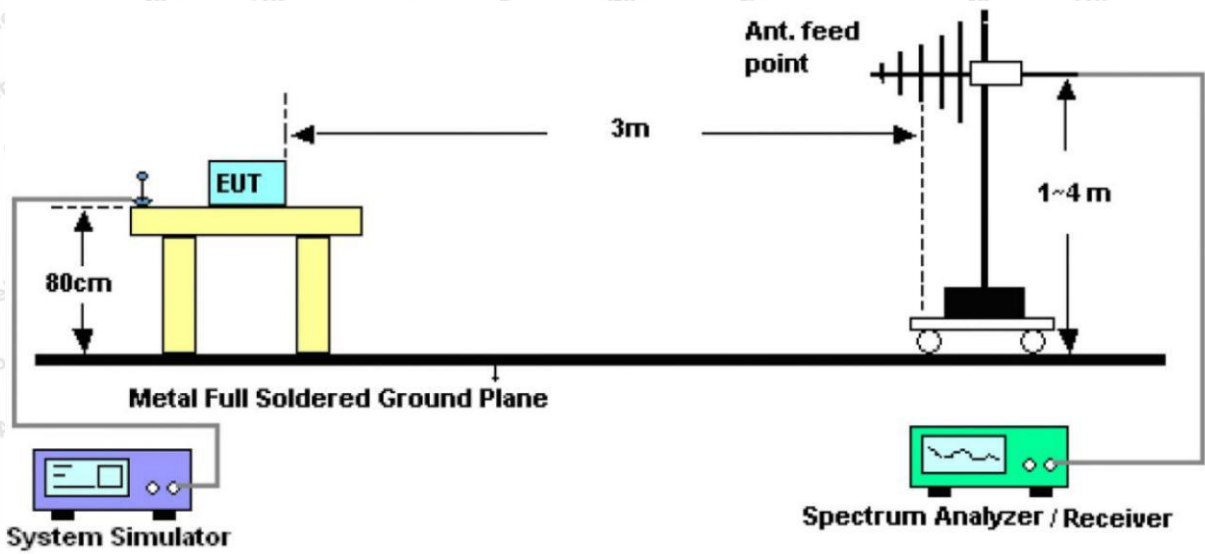 Ant. feed
point
3m
EUT
1~4 m
80cm
Metal Full Soldered Ground Plane
System Simulator
Spectrum Analyzer / Receiver